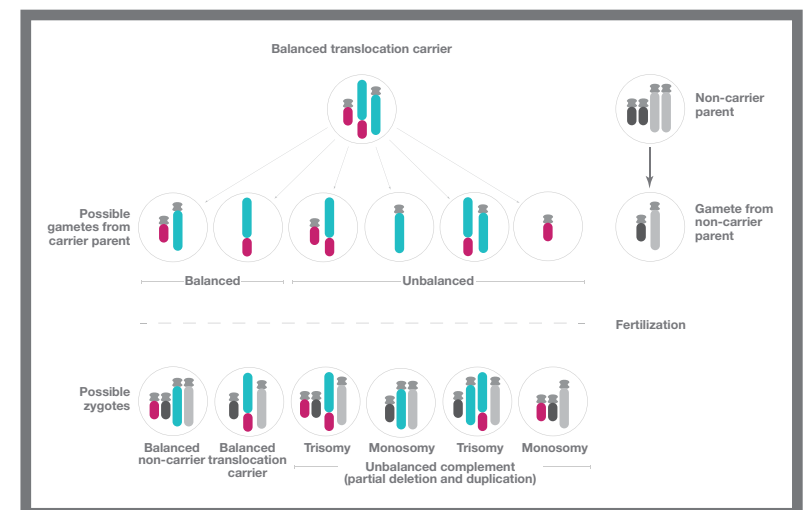 Balanced translocation carrier
Non-carrier
parent
Possible
gametes from
carrier parent
Gamete from
non-carrier
parent
Balanced
Unbalanced
Fertilization
Possible
zygotes
Balanced
non-carrier
Balanced
translocation
carrier
Trisomy
Monosomy
Trisomy
Monosomy
Unbalanced complement
(partial deletion and duplication)